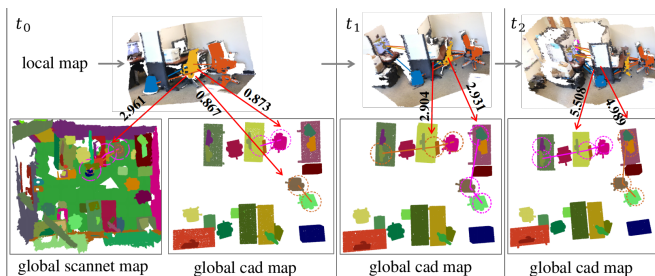 t0
t1
t2
local map
2.961
0.867
0.873
2.904
2.931
5.508
4.989
global scannet map
global cad map
global cad map
global cad map